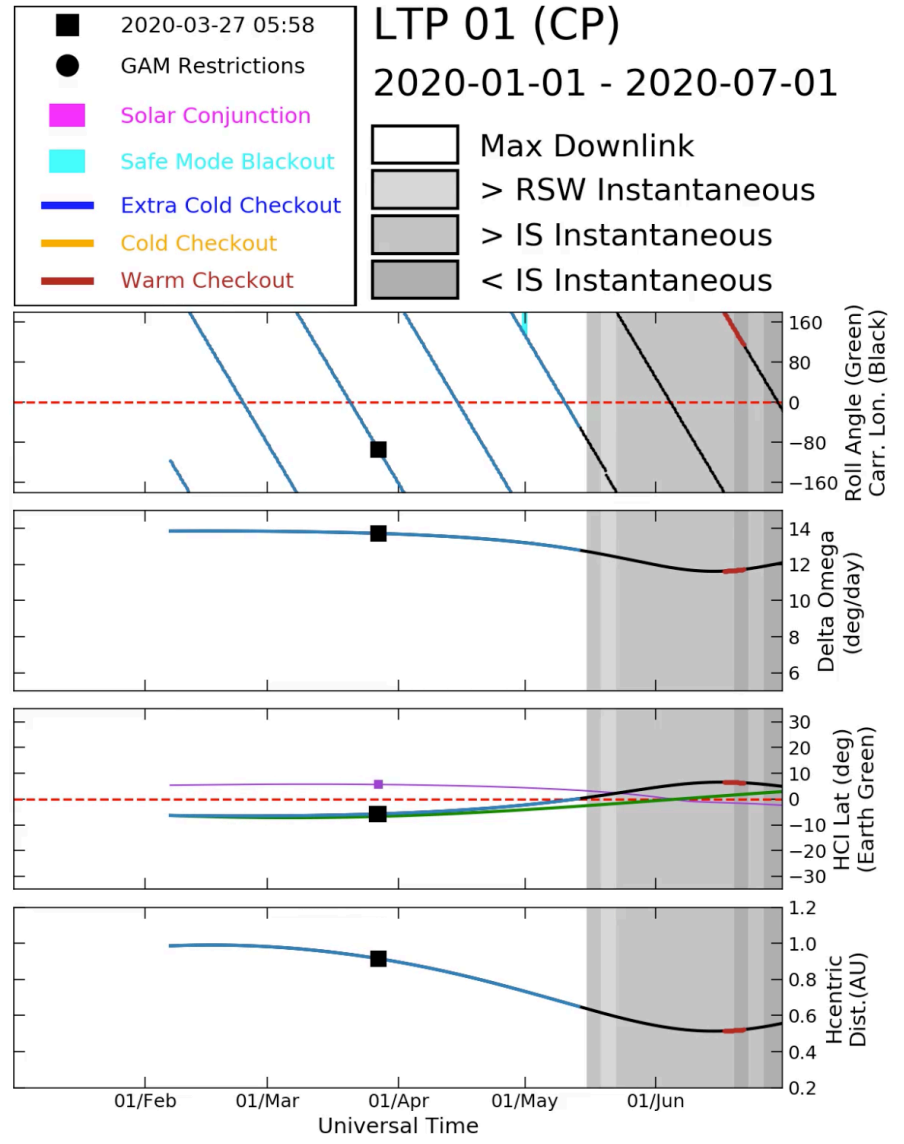 2020-03-27 05:58
GAM Restrictions
Solar Conjunction
Safe Mode Blackout
Extra Cold Checkout
Cold Checkout
Warm Checkout
LTP 01 (CP)
2020-01-01 - 2020-07-01
Max Downlink
> RSW Instantaneous
> IS Instantaneous
< IS Instantaneous
160
80
0
−80
−160
Roll Angle (Green)
Carr. Lon. (Black)
14
12
10
8
6
Delta Omega
(deg/day)
30
20
10
0
−10
−20
−30
HCI Lat (deg)
(Earth Green)
1.2
1.0
0.8
0.6
0.4
0.2
Hcentric
Dist.(AU)
01/Feb
01/Mar
01/Apr
01/May
01/Jun
Universal Time